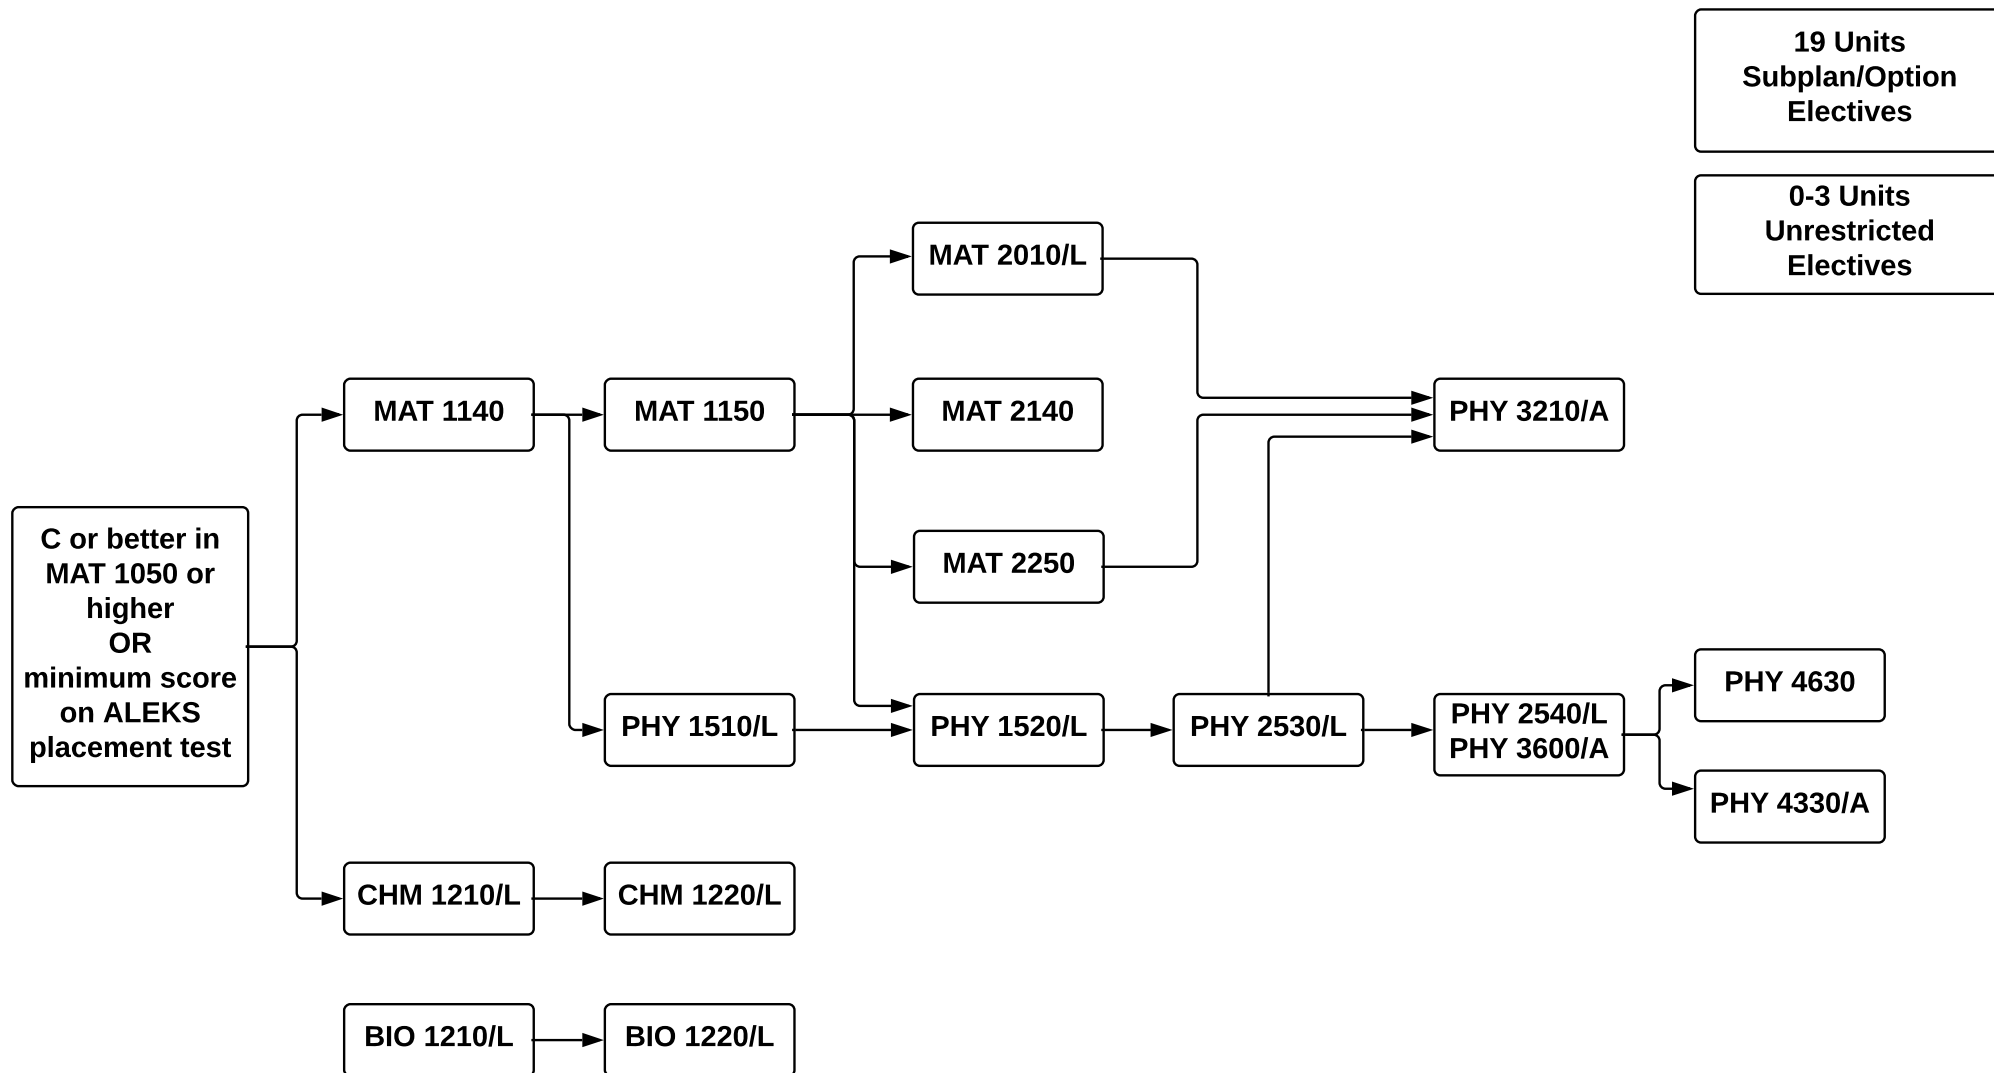 19 Units
Subplan/Option
Electives
0-3 Units
Unrestricted
Electives
MAT 2010/L
MAT 1140
MAT 1150
MAT 2140
PHY 3210/A
C or better in
MAT 1050 or
higher
OR
minimum score
on ALEKS
placement test
MAT 2250
PHY 1510/L
PHY 1520/L
PHY 2530/L
PHY 2540/L
PHY 3600/A
PHY 4630
PHY 4330/A
CHM 1210/L
CHM 1220/L
BIO 1210/L
BIO 1220/L